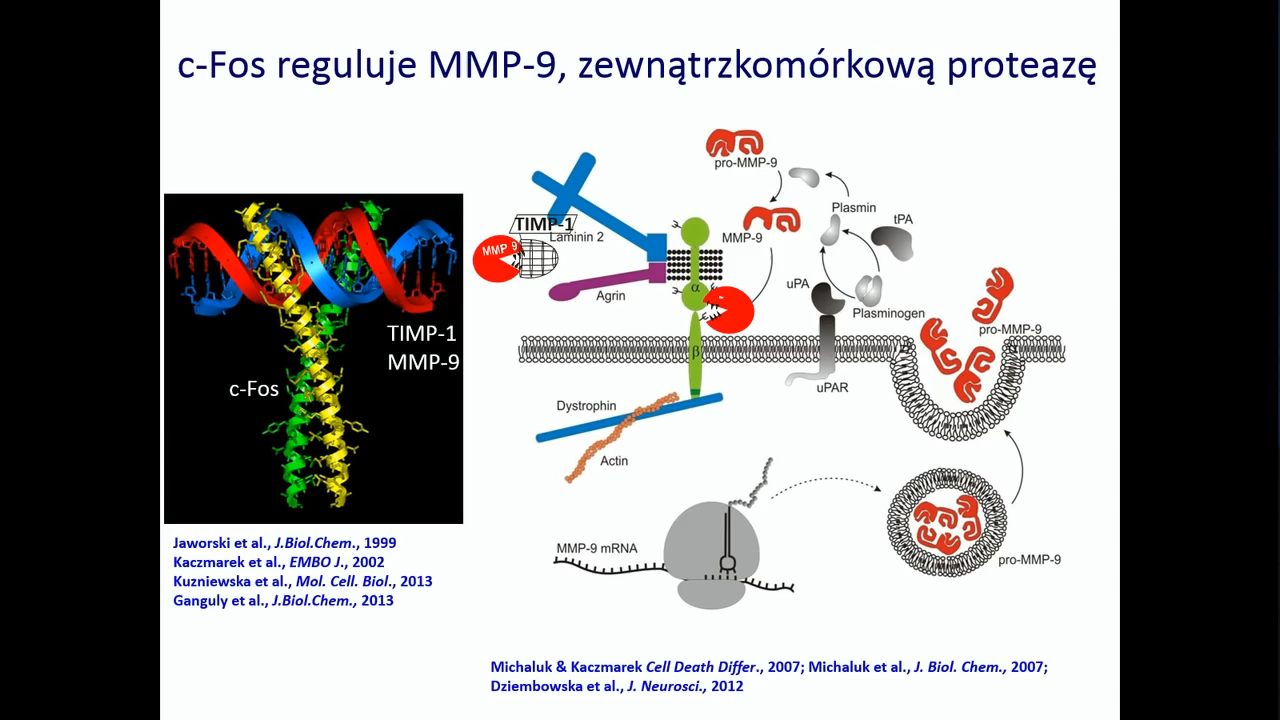 c-Fos reguluje MMP-9, zewnątrzkomórkową proteazę
TIMP-1
MMP-9
c-Fos
Jaworski et al., J.Biol.Chem., 1999
Kaczmarek et al., EMBO J., 2002
Kuzniewska et al., Mol. Cell. Biol., 2013
Ganguly et al., J.Biol.Chem., 2013
pro-MMP-9
Plasmin
tPA
TIMP-1
Laminin 2
MMP 9
MMP-9
α
Agrin
uPA
Plasminogen
pro-MMP-9
β
uPAR
Dystrophin
Actin
MMP-9 mRNA
pro-MMP-9
Michaluk & Kaczmarek Cell Death Differ., 2007; Michaluk et al., J. Biol. Chem., 2007;
Dziembowska et al., J. Neurosci., 2012